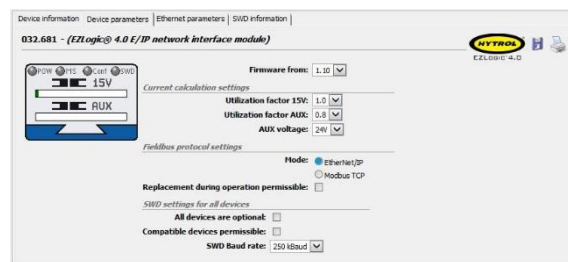 Device information Device parameters Ethernet parameters SWD information
032.681 - (EZLogic® 4.0 E/IP network interface module)
HYTROL
EZLOGIC 4.0
POW MS Conf SWD
15V
AUX
Firmware from: 1.10
Current calculation settings
Utilization factor 15V: 1.0
Utilization factor AUX: 0.8
AUX voltage: 24V
Fieldbus protocol settings
Mode: EtherNet/IP
Modbus TCP
Replacement during operation permissible:
SWD settings for all devices
All devices are optional:
Compatible devices permissible:
SWD Baud rate: 250 kBaud